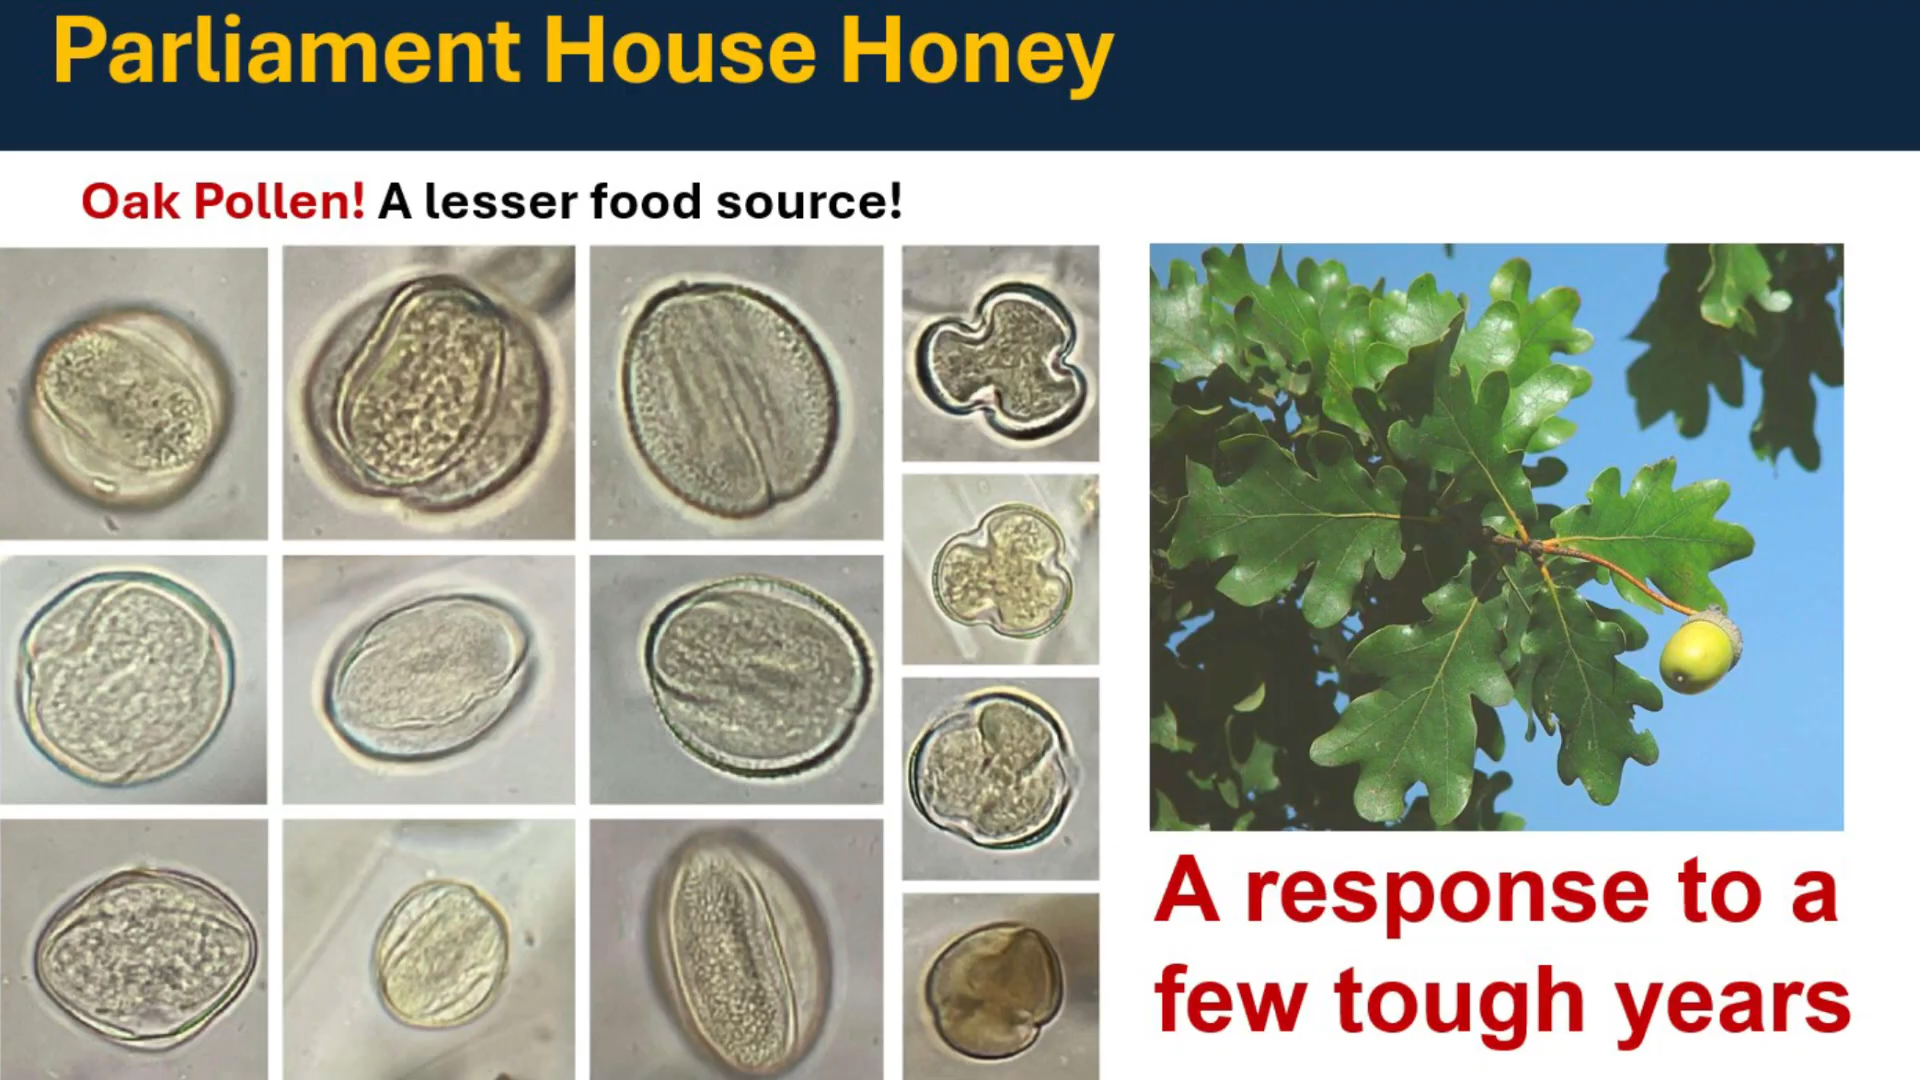 Parliament House Honey
Oak Pollen! A lesser food source!
A response to a
few tough years